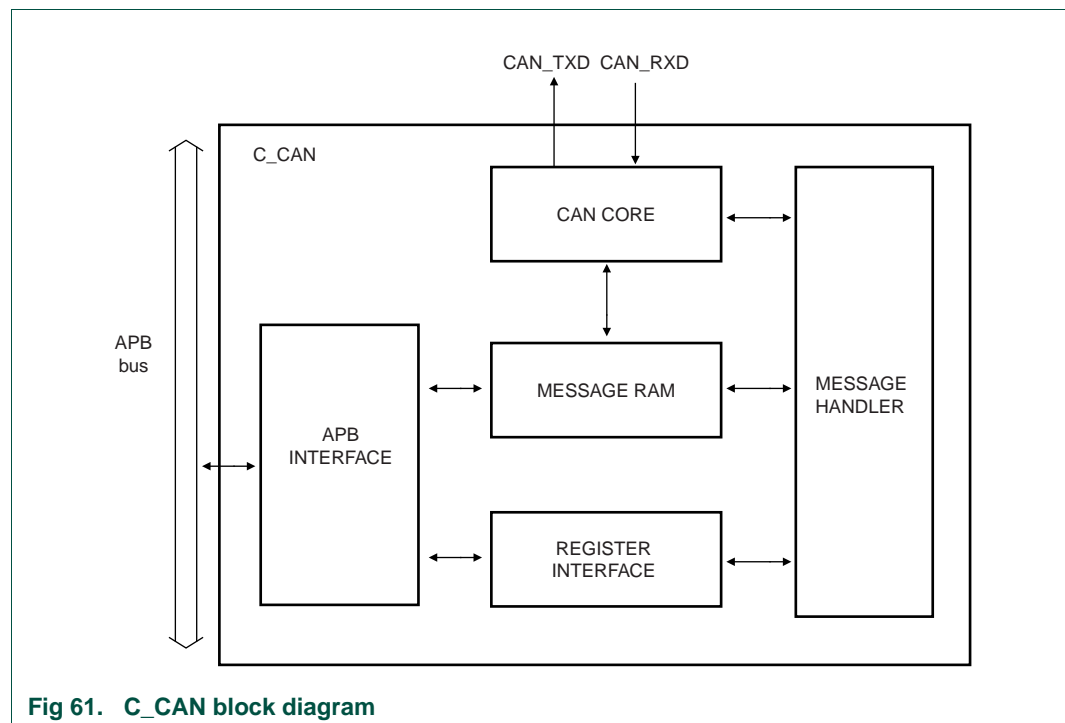 CAN_TXD CAN_RXD
C_CAN
CAN CORE
APB
bus
APB
INTERFACE
MESSAGE RAM
MESSAGE
HANDLER
REGISTER
INTERFACE
Fig 61. C_CAN block diagram